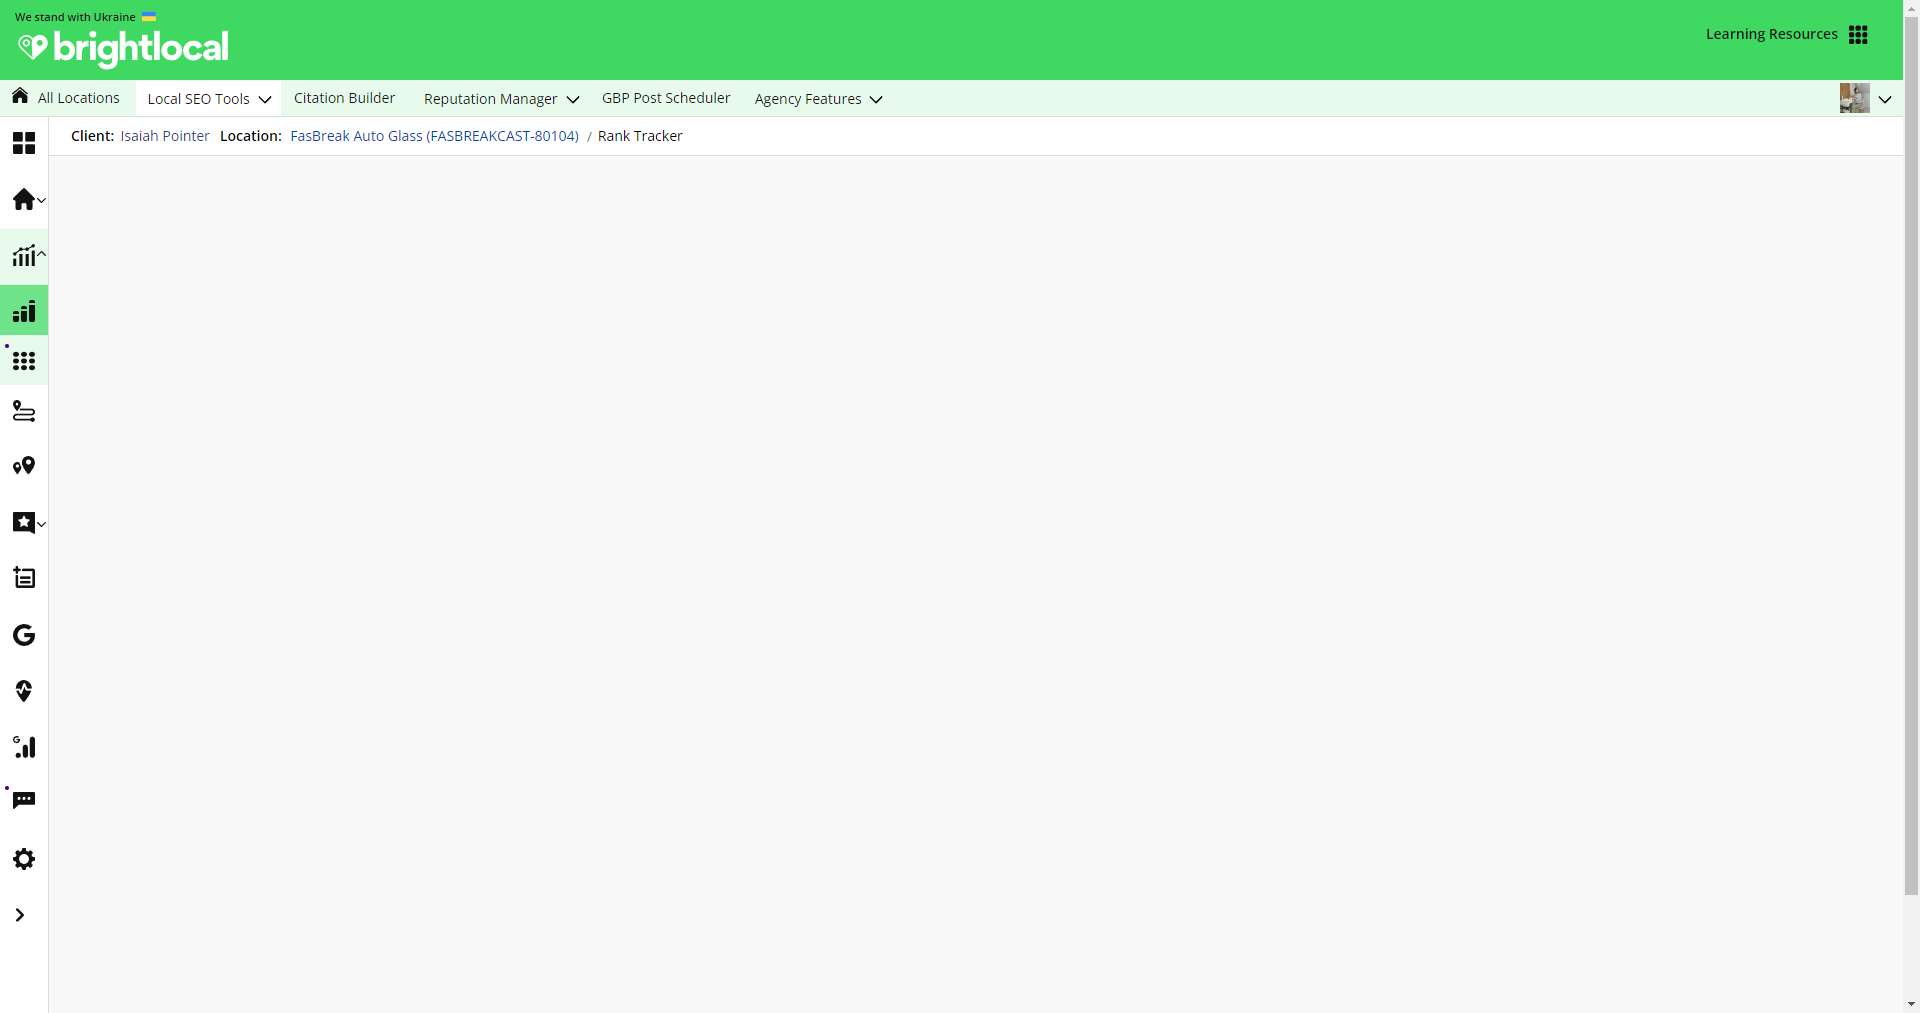 We stand with Ukraine
brightlocal
Learning Resources
All Locations
Local SEO Tools
Citation Builder
Reputation Manager
GBP Post Scheduler
Agency Features
Client: Isaiah Pointer Location: FasBreak Auto Glass (FASBREAKCAST-80104) / Rank Tracker